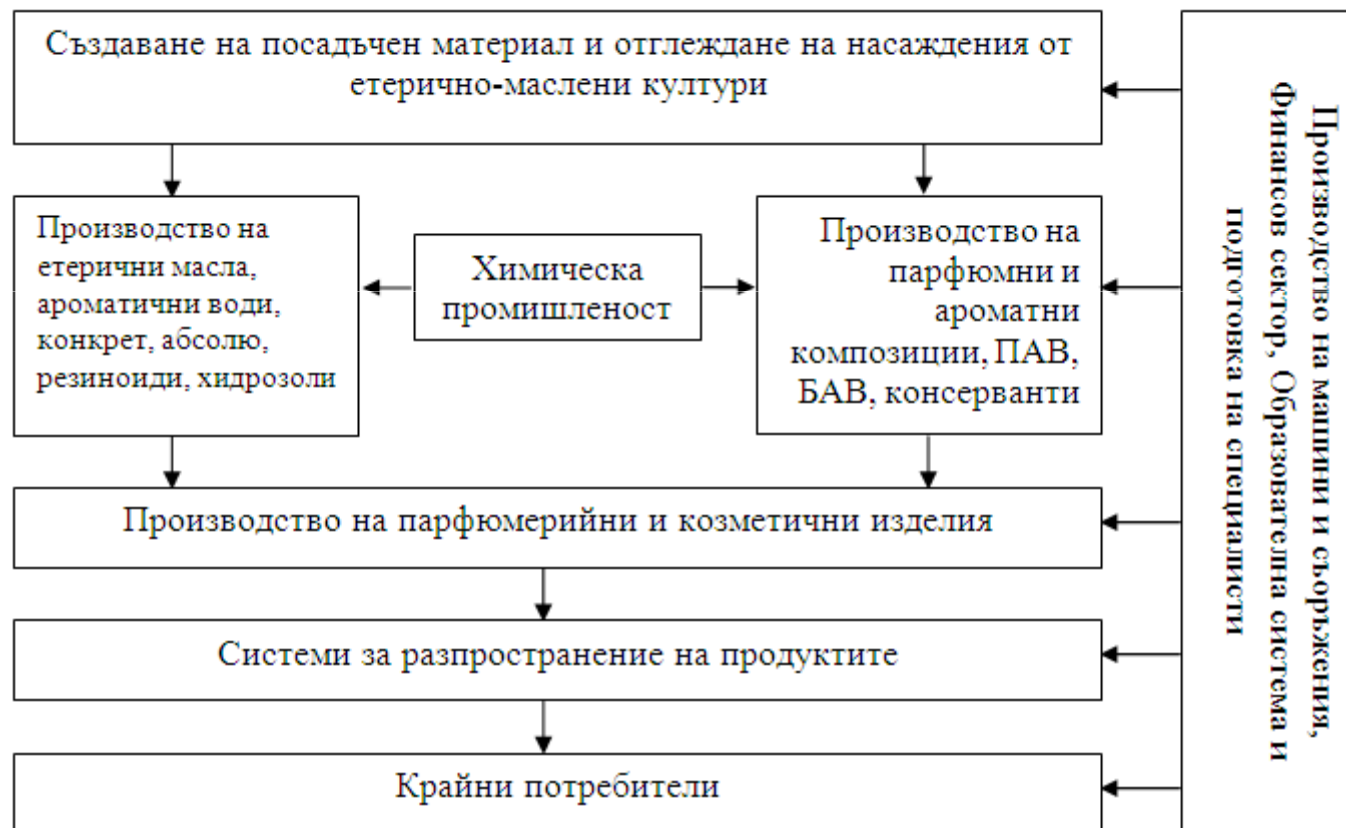 Създаване на посадъчен материал и отглеждане на насаждения от
етерично-маслени култури
Производство на
етерични масла,
ароматични води,
конкрет, абсолю,
резиноиди, хидрозоли
Химическа
промишленост
Производство на
парфюмни и
ароматни
композиции, ПАВ,
БАВ, консерванти
Производство на парфюмерийни и козметични изделия
Системи за разпространение на продуктите
Крайни потребители
Производство на машини и съоръжения,
Финансов сектор, Образователна система и
подготовка на специалисти